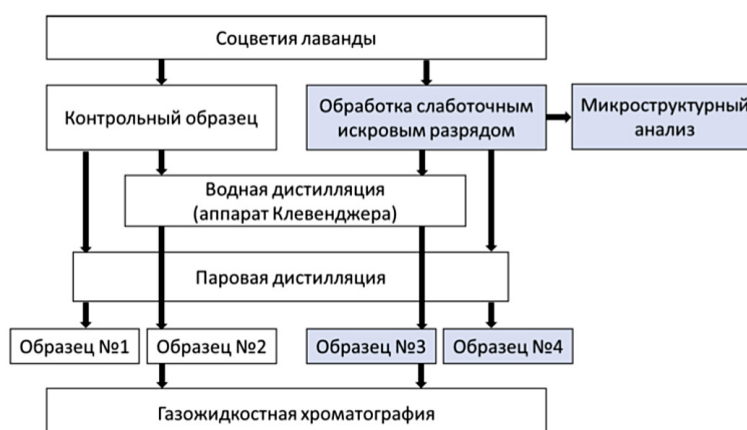 Соцветия лаванды
Контрольный образец
Обработка слаботочным
искровым разрядом
Микроструктурный
анализ
Водная дистилляция
(аппарат Клевенджера)
Паровая дистилляция
Образец №1
Образец №2
Образец №3
Образец №4
Газожидкостная хроматография